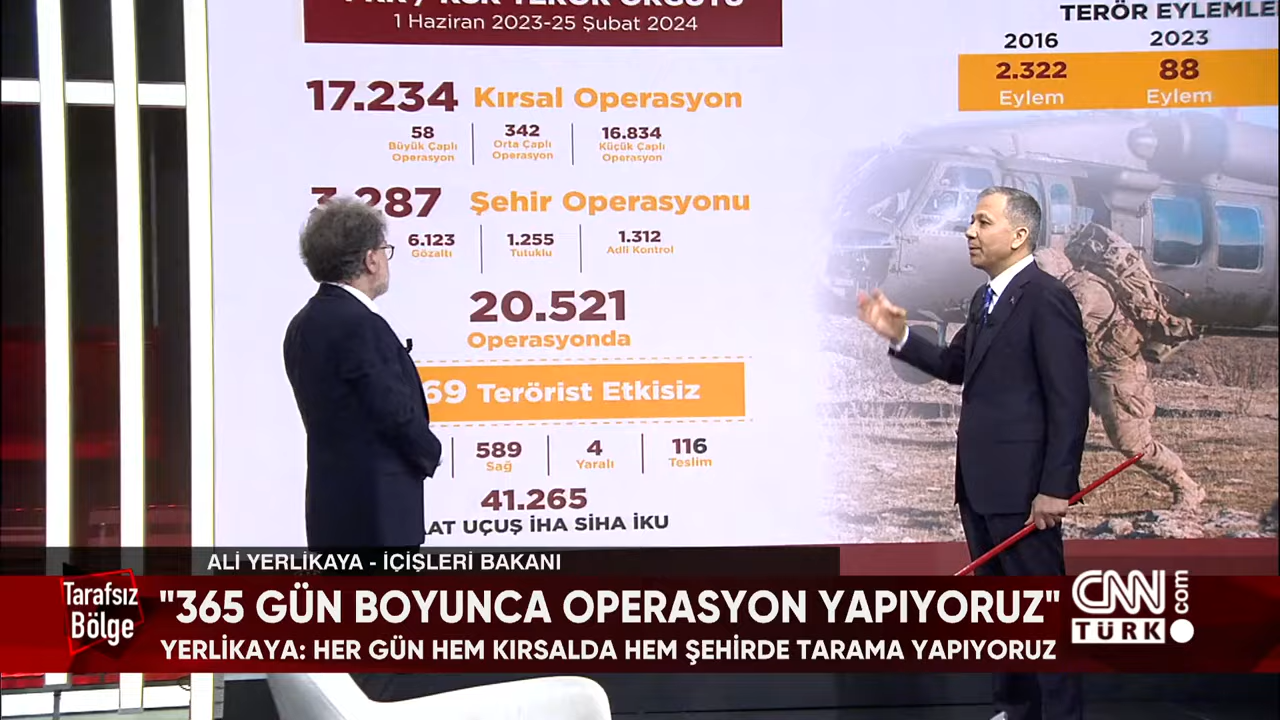 1 Haziran 2023-25 Şubat 2024
17.234 Kırsal Operasyon
58
Büyük Çaplı
Operasyon
342
Orta Çaplı
Operasyon
16.834
Küçük Çaplı
Operasyon
287 Şehir Operasyonu
6.123
Gözaltı
1.255
Tutuklu
1.312
Adli Kontrol
20.521
Operasyonda
69 Terörist Etkisiz
589
Sağ
4
Yaralı
116
Teslim
41.265
AT UÇUŞ İHA SİHA İKU
TERÖR EYLEMLE
2016
2023
2.322
Eylem
88
Eylem
ALİ YERLİKAYA - İÇİŞLERİ BAKANI
Tarafsız
Bölge
"365 GÜN BOYUNCA OPERASYON YAPIYORUZ"
YERLİKAYA: HER GÜN HEM KIRSALDA HEM ŞEHİRDE TARAMA YAPIYORUZ
CNN
TÜRK
.com